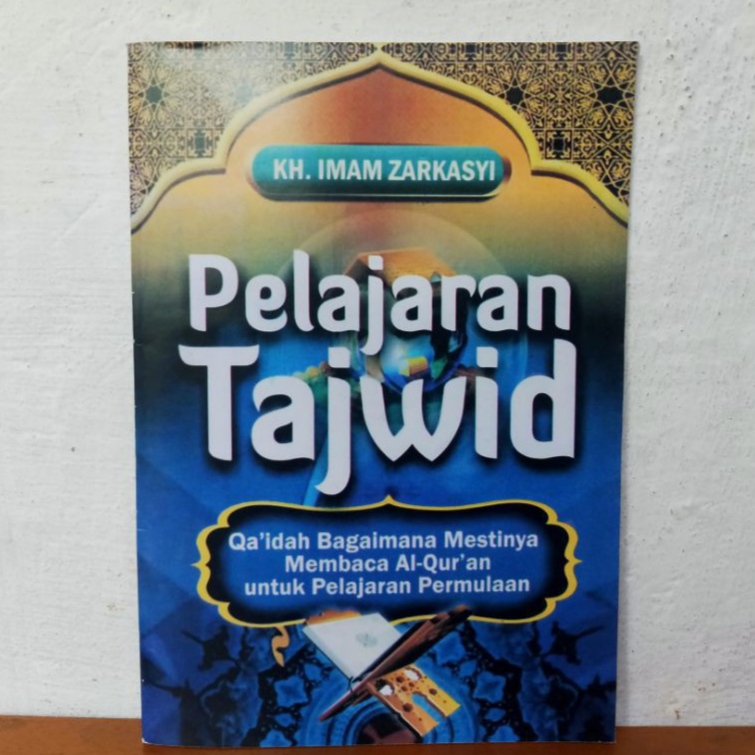 KH. IMAM ZARKASYI
Pelajaran
Tajwid
Qa'idah Bagaimana Mestinya
Membaca Al-Qur'an
untuk Pelajaran Permulaan